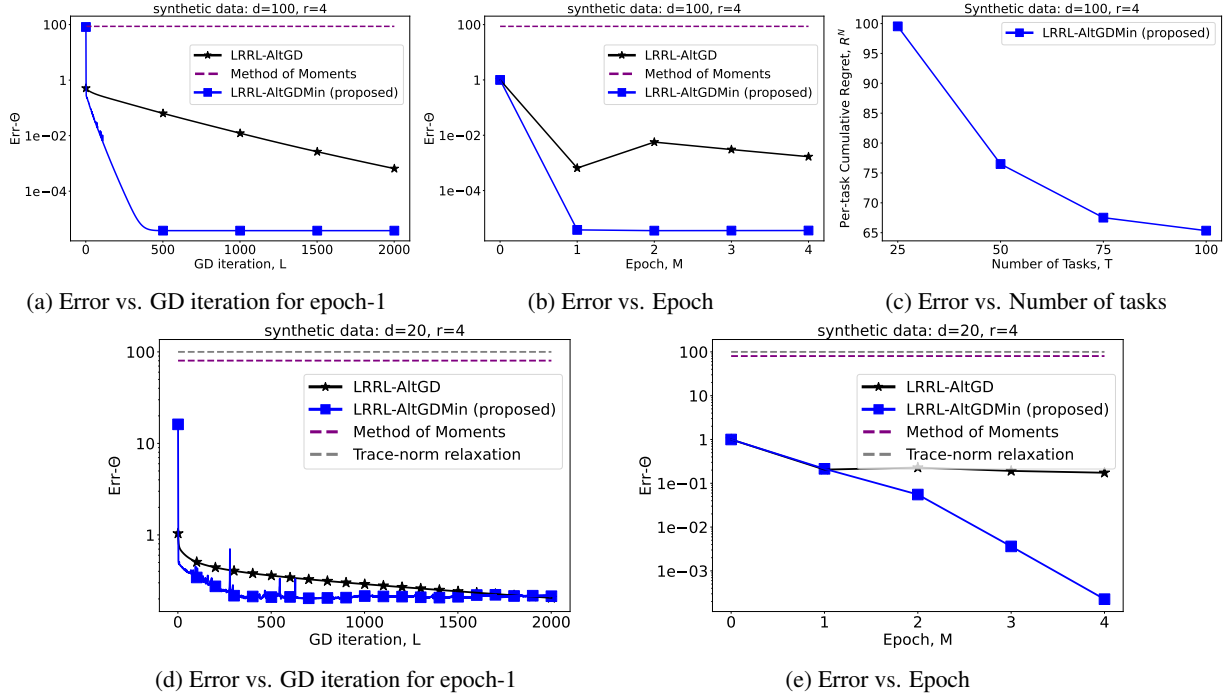 synthetic data: d=100, r=4
100
1
1e−02
1e−04
Err-Θ
LRRL-AltGD
Method of Moments
LRRL-AltGDMin (proposed)
0 500 1000 1500 2000
GD iteration, L
(a) Error vs. GD iteration for epoch-1
synthetic data: d=100, r=4
100
1
1e−02
1e−04
Err-Θ
LRRL-AltGD
Method of Moments
LRRL-AltGDMin (proposed)
0 1 2 3 4
Epoch, M
(b) Error vs. Epoch
Synthetic data: d=100, r=4
100
95
90
85
80
75
70
65
Per-task Cumulative Regret, R^N
LRRL-AltGDMin (proposed)
25 50 75 100
Number of Tasks, T
(c) Error vs. Number of tasks
synthetic data: d=20, r=4
100
10
1
Err-Θ
LRRL-AltGD
LRRL-AltGDMin (proposed)
Method of Moments
Trace-norm relaxation
0 500 1000 1500 2000
GD iteration, L
(d) Error vs. GD iteration for epoch-1
synthetic data: d=20, r=4
100
10
1
1e−01
1e−02
1e−03
Err-Θ
LRRL-AltGD
LRRL-AltGDMin (proposed)
Method of Moments
Trace-norm relaxation
0 1 2 3 4
Epoch, M
(e) Error vs. Epoch